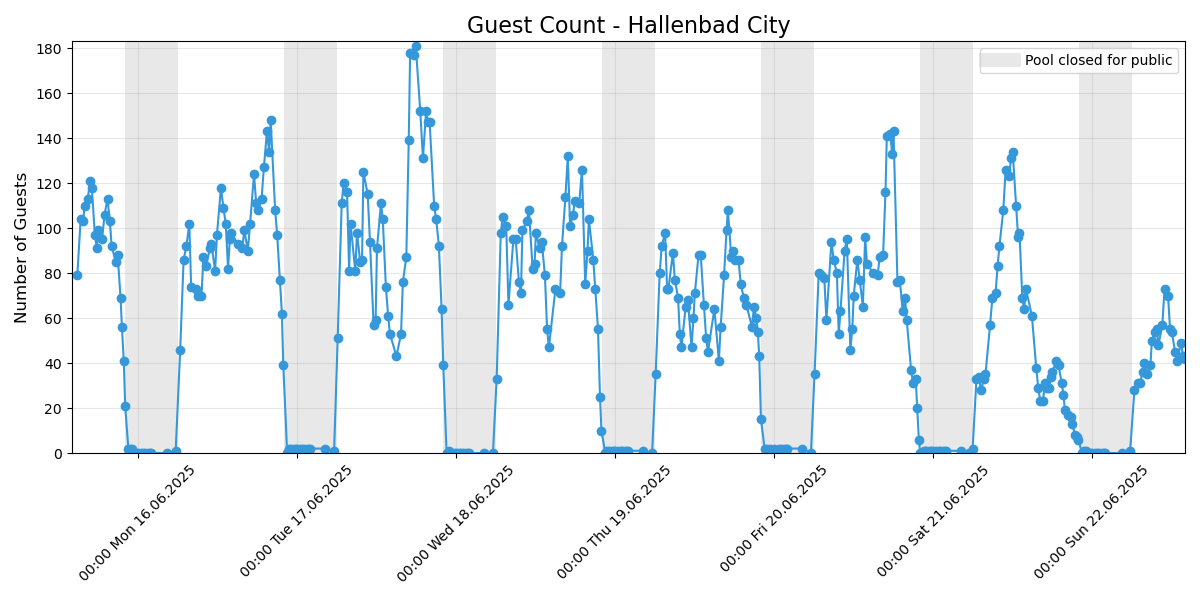 Guest Count - Hallenbad City
Pool closed for public
Number of Guests
180
160
140
120
100
80
60
40
20
0
00:00 Mon 16.06.2025
00:00 Tue 17.06.2025
00:00 Wed 18.06.2025
00:00 Thu 19.06.2025
00:00 Fri 20.06.2025
00:00 Sat 21.06.2025
00:00 Sun 22.06.2025